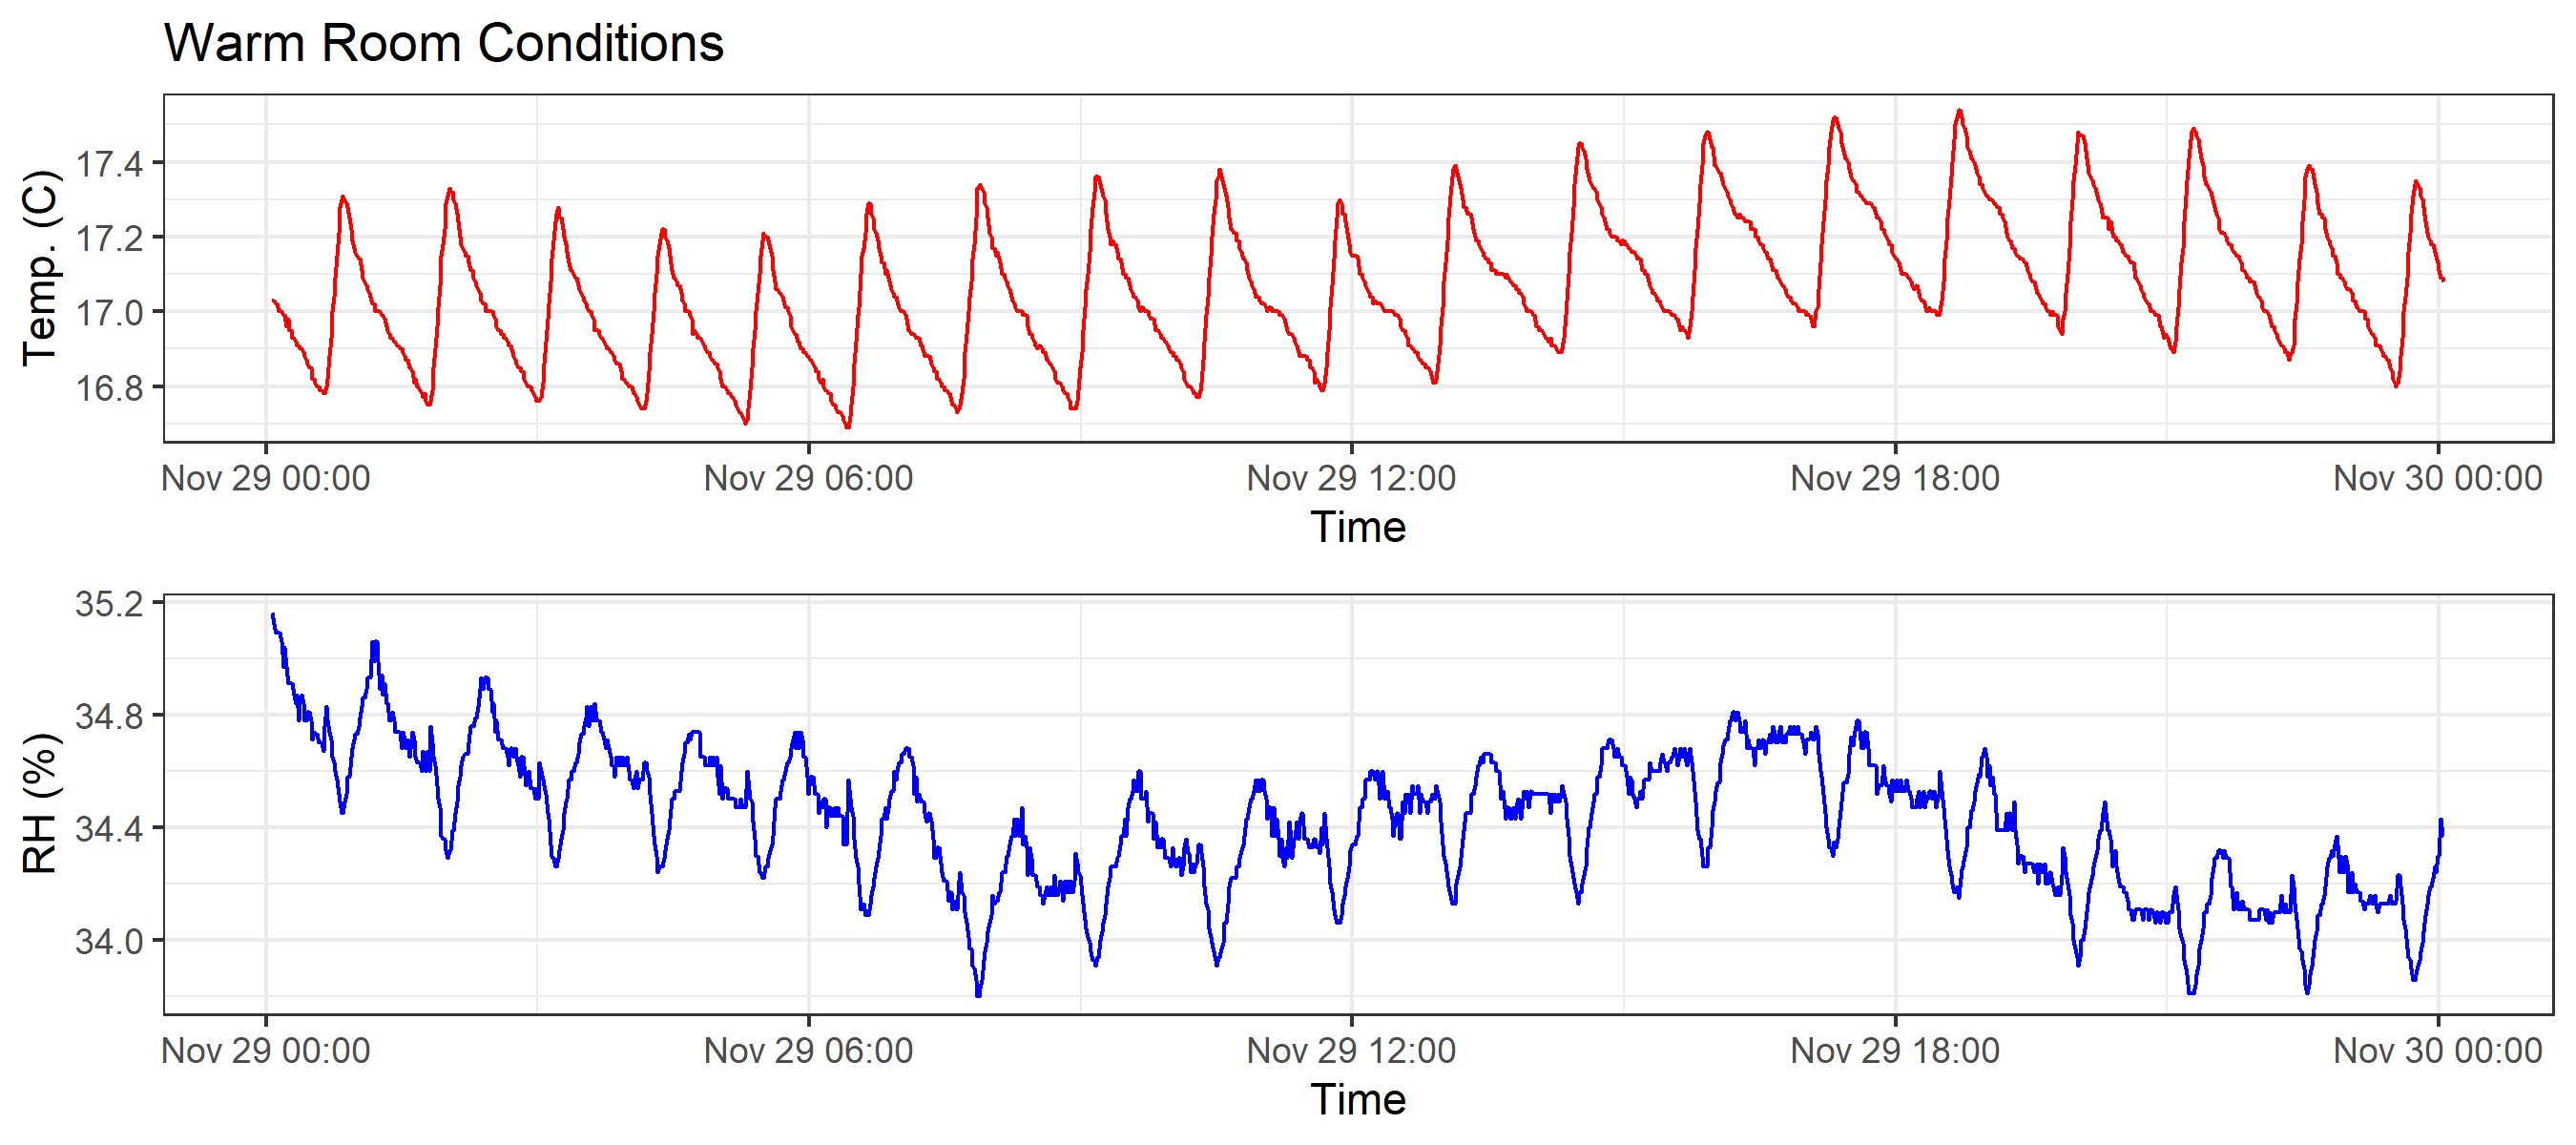 Warm Room Conditions
Temp. (C)
17.4
17.2
17.0
16.8
Nov 29 00:00 Nov 29 06:00 Nov 29 12:00 Nov 29 18:00 Nov 30 00:00
Time
RH (%)
35.2
34.8
34.4
34.0
Nov 29 00:00 Nov 29 06:00 Nov 29 12:00 Nov 29 18:00 Nov 30 00:00
Time